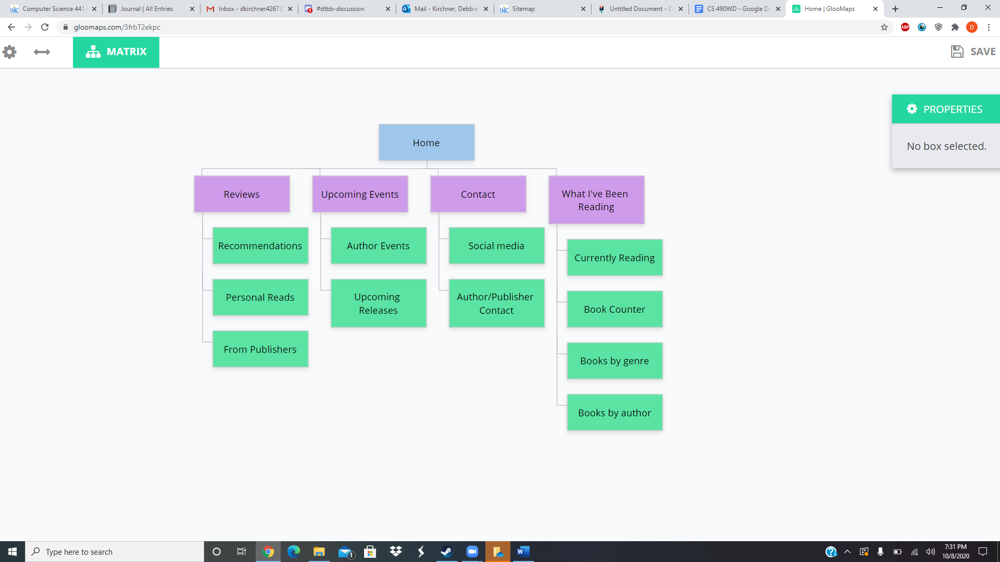 Computer Science 441
Journal | All Entries
Inbox - dkirchner4267@
#dtbb-discussion
Mail - Kirchner, Debbie
Sitemap
Untitled Document - C
CS 490WD - Google Do
Home | GlooMaps
gloomaps.com/3frbT2ekpc
ABP
D
MATRIX
SAVE
PROPERTIES
No box selected.
Home
Reviews
Upcoming Events
Contact
What I've Been
Reading
Recommendations
Author Events
Social media
Currently Reading
Personal Reads
Upcoming
Releases
Author/Publisher
Contact
Book Counter
From Publishers
Books by genre
Books by author
Type here to search
1
7:31 PM
10/8/2020